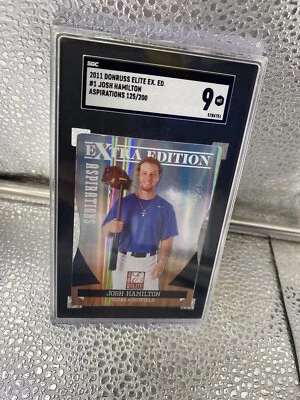 SGC
2011 DONRUSS ELITE EX. ED.
#1 JOSH HAMILTON
ASPIRATIONS 125/200
9 MT
EXTRA EDITION
ASPIRATIONS
ELITE
JOSH HAMILTON